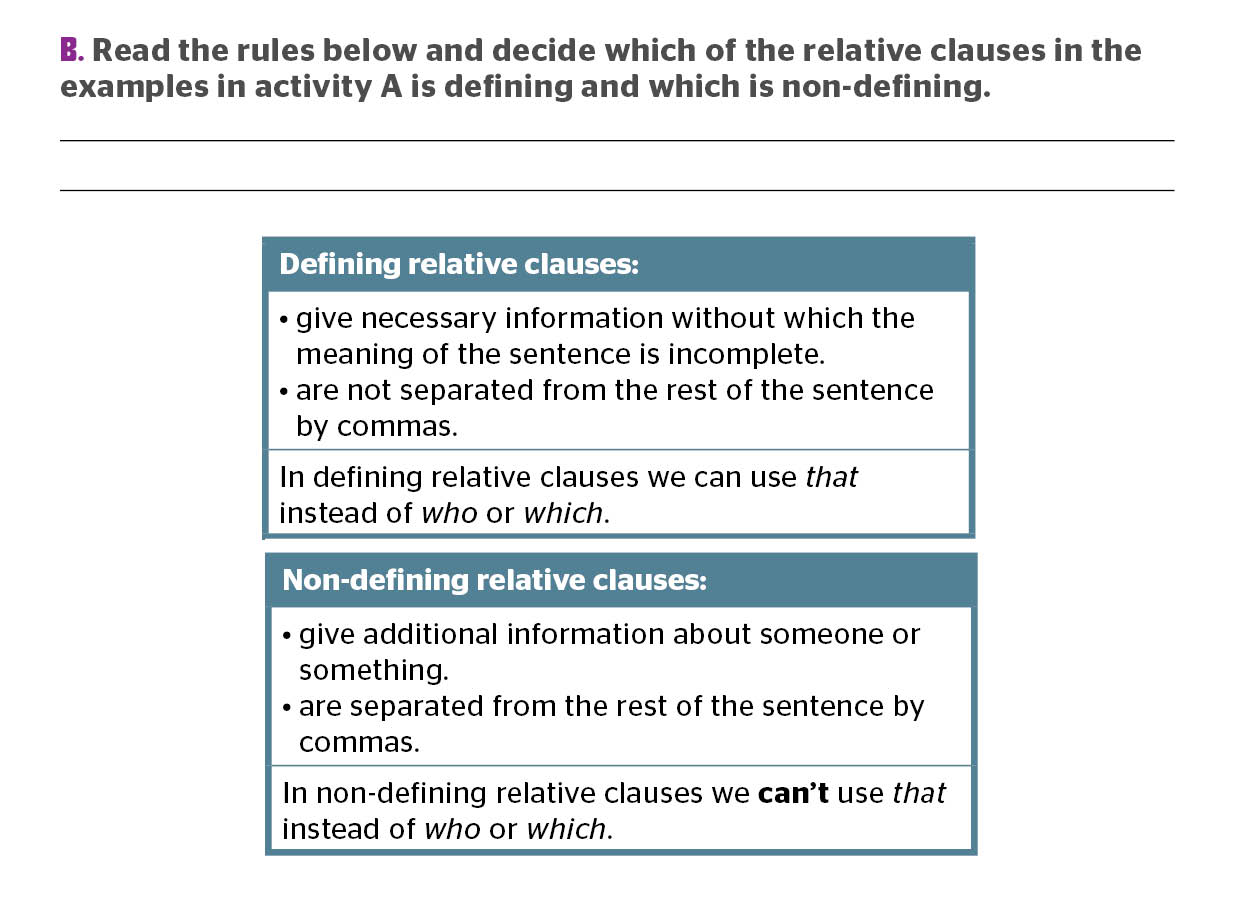 B. Read the rules below and decide which of the relative clauses in the
examples in activity A is defining and which is non-defining.
Defining relative clauses:
• give necessary information without which the
meaning of the sentence is incomplete.
• are not separated from the rest of the sentence
by commas.
In defining relative clauses we can use that
instead of who or which.
Non-defining relative clauses:
• give additional information about someone or
something.
• are separated from the rest of the sentence by
commas.
In non-defining relative clauses we can’t use that
instead of who or which.